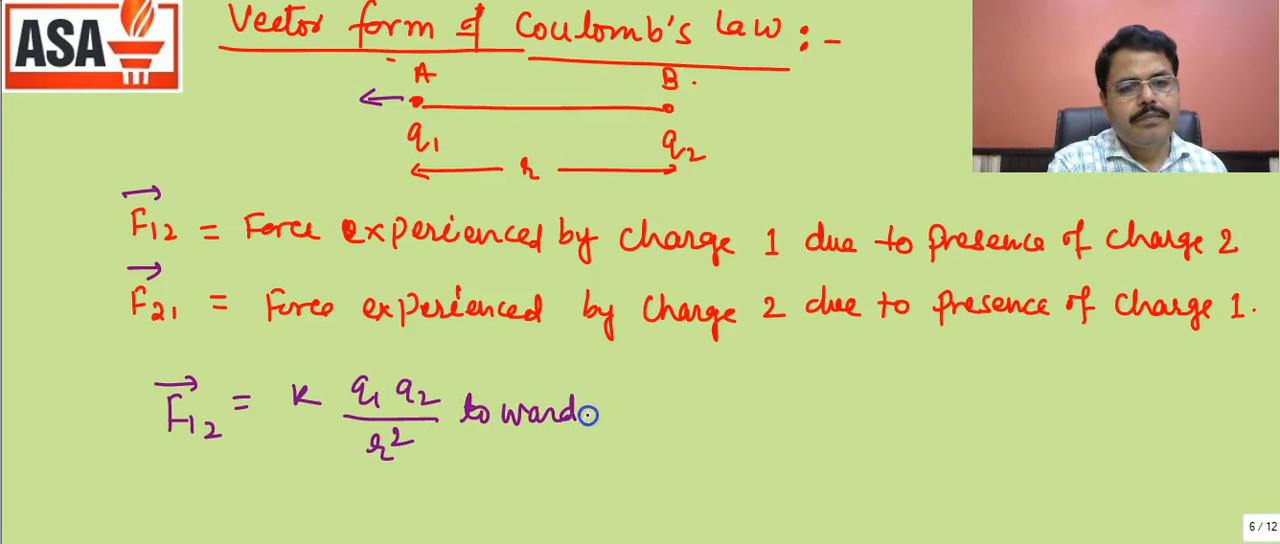 ASA
Vector form of Coulomb's Law :-
A B
q1 q2
r
F12 = Force experienced by charge 1 due to presence of charge 2
F21 = Force experienced by charge 2 due to presence of charge 1.
F12 = K q1 q2 / r2 toward
6 / 12